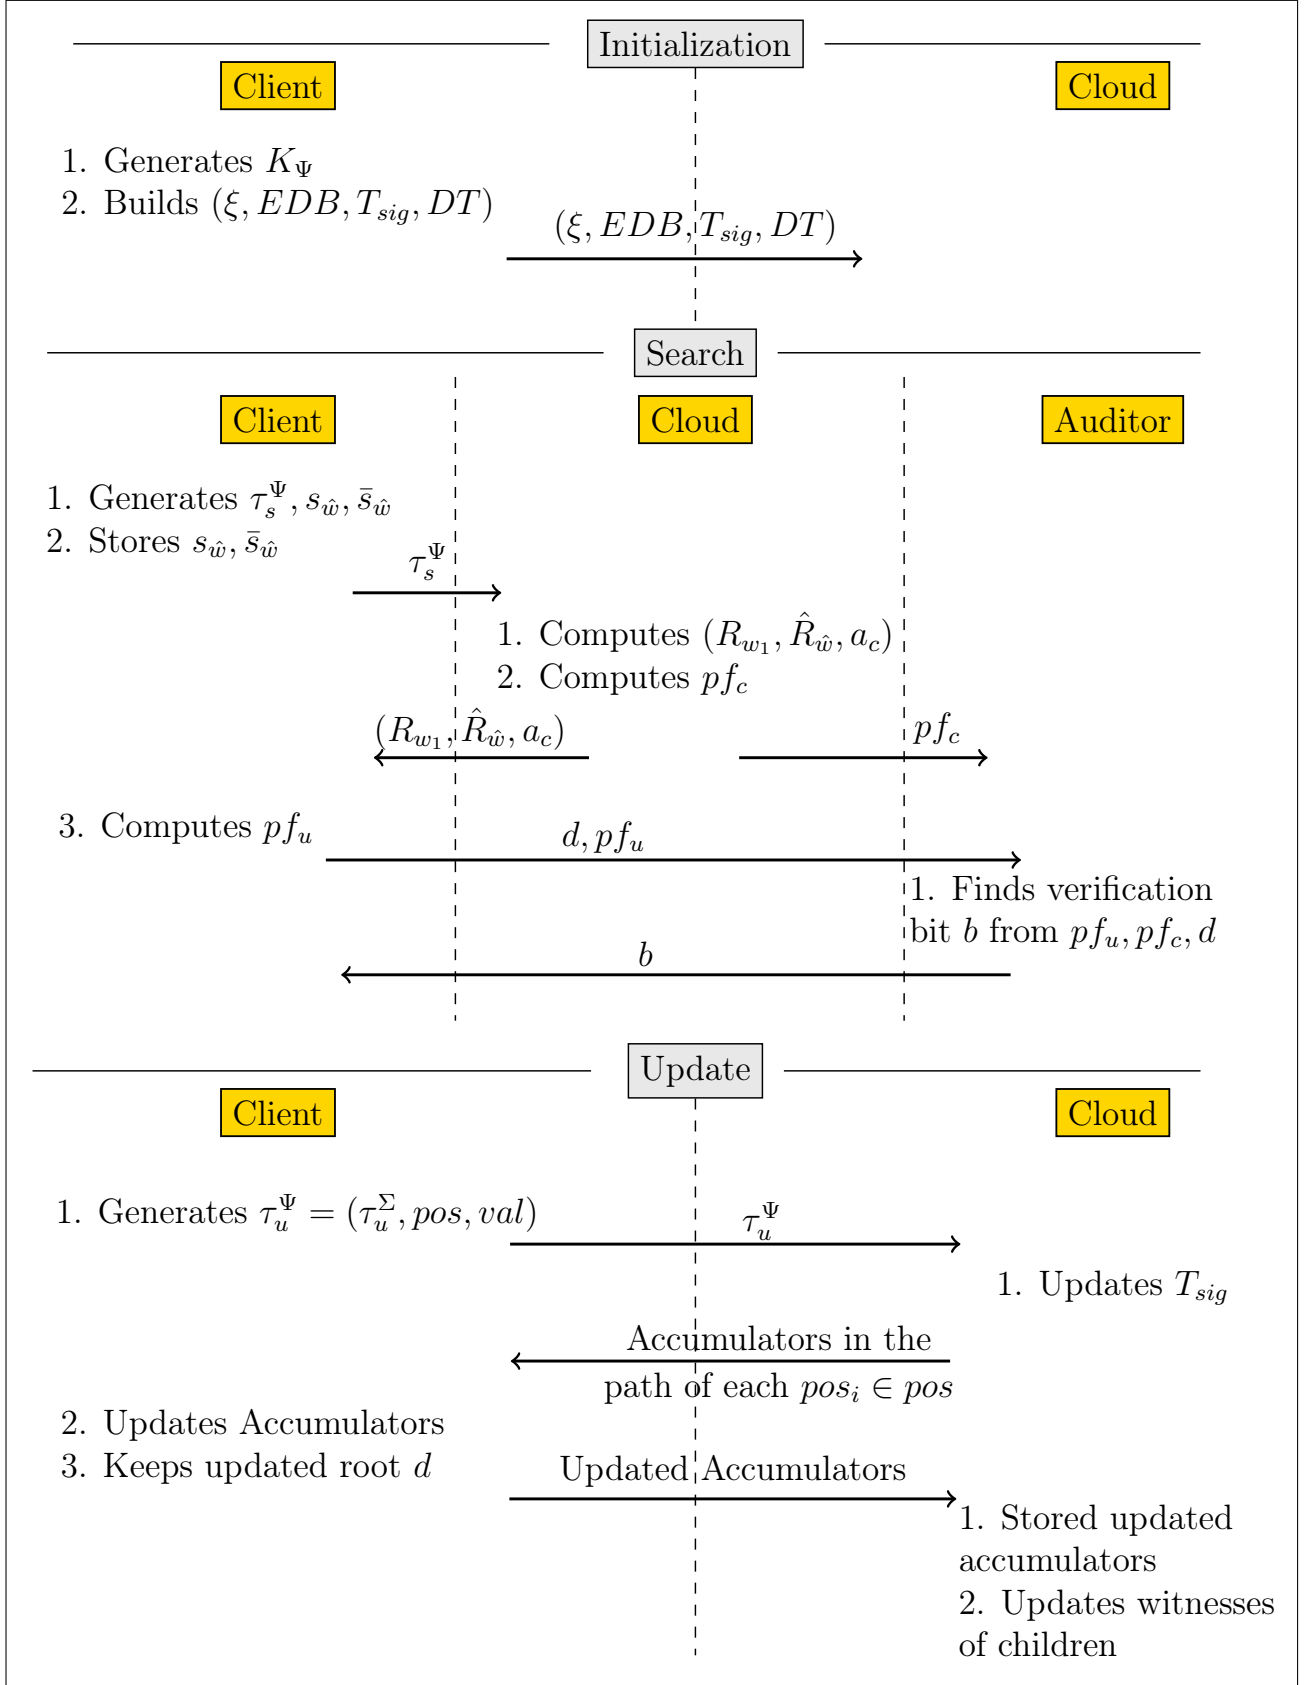 Initialization
Client
Cloud
1. Generates K_Ψ
2. Builds (ξ, EDB, T_sig, DT)
(ξ, EDB, T_sig, DT)
Search
Client
Cloud
Auditor
1. Generates τ_s^Ψ, s_ŵ, s̄_ŵ
2. Stores s_ŵ, s̄_ŵ
τ_s^Ψ
1. Computes (R_{w_1}, R̂_ŵ, a_c)
2. Computes pf_c
(R_{w_1}, R̂_ŵ, a_c)
pf_c
3. Computes pf_u
d, pf_u
1. Finds verification
bit b from pf_u, pf_c, d
b
Update
Client
Cloud
1. Generates τ_u^Ψ = (τ_u^Σ, pos, val)
τ_u^Ψ
1. Updates T_sig
Accumulators in the
path of each pos_i ∈ pos
2. Updates Accumulators
3. Keeps updated root d
Updated Accumulators
1. Stored updated
accumulators
2. Updates witnesses
of children